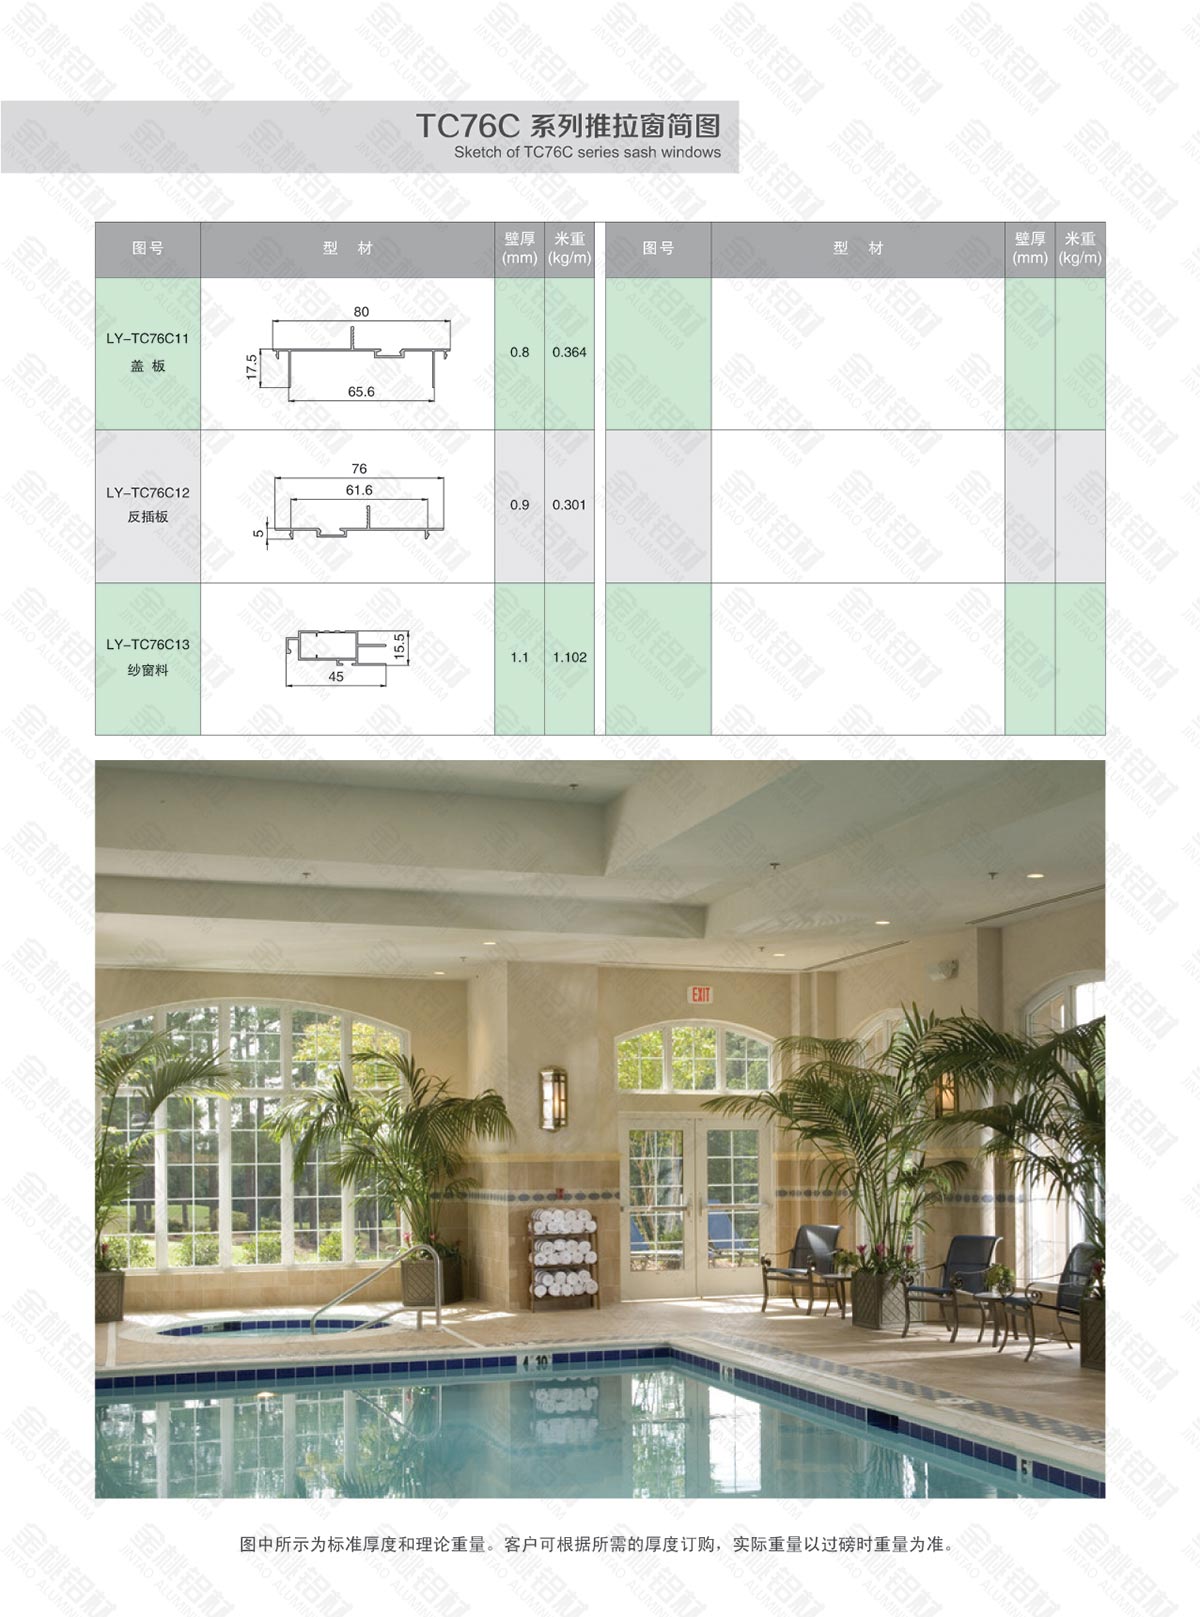 TC76C 系列推拉窗简图
Sketch of TC76C series sash windows
图号 型 材 壁厚 (mm) 米重 (kg/m) 图号 型 材 壁厚 (mm) 米重 (kg/m)
LY-TC76C11
盖 板
80
17.5
65.6
0.8 0.364
LY-TC76C12
反插板
76
61.6
5
0.9 0.301
LY-TC76C13
纱窗料
15.5
45
1.1 1.102
EXIT
4 10
5
图中所示为标准厚度和理论重量。客户可根据所需的厚度订购，实际重量以过磅时重量为准。
金桃铝材
JINTAO ALUMINIUM